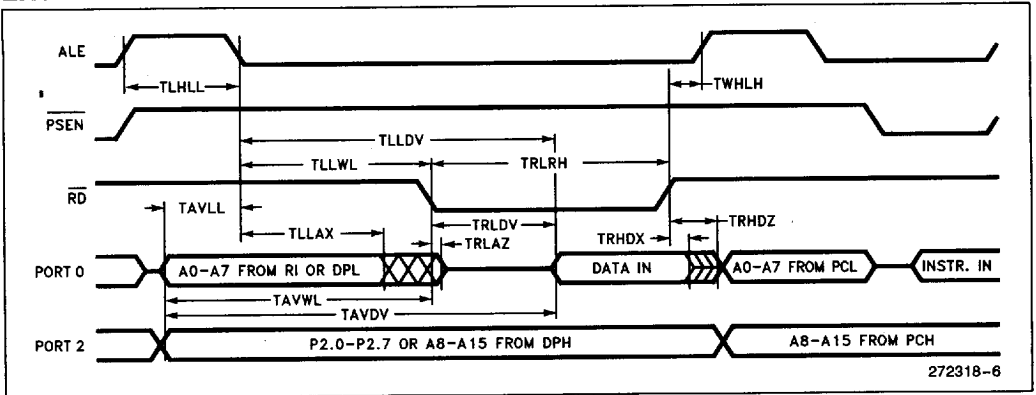 ALE
TLHLL
TWHLH
PSEN
TLLDV
TLLWL
TRLRH
RD
TAVLL
TRLDV
TRHDZ
TLLAX
TRLAZ
TRHDX
PORT 0
A0-A7 FROM RI OR DPL
DATA IN
A0-A7 FROM PCL
INSTR. IN
TAVWL
TAVDV
PORT 2
P2.0-P2.7 OR A8-A15 FROM DPH
A8-A15 FROM PCH
272318-6